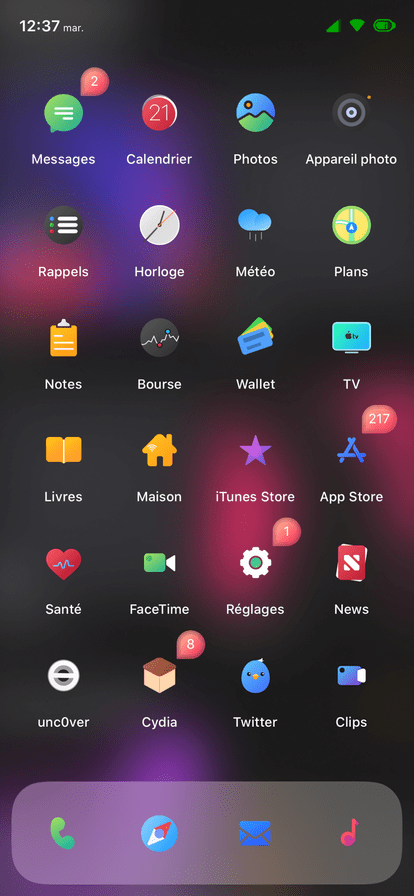 12:37 mar.
2
21
Messages Calendrier Photos Appareil photo
Rappels Horloge Météo Plans
tv
Notes Bourse Wallet TV
217
Livres Maison iTunes Store App Store
1
Santé FaceTime Réglages News
8
unc0ver Cydia Twitter Clips